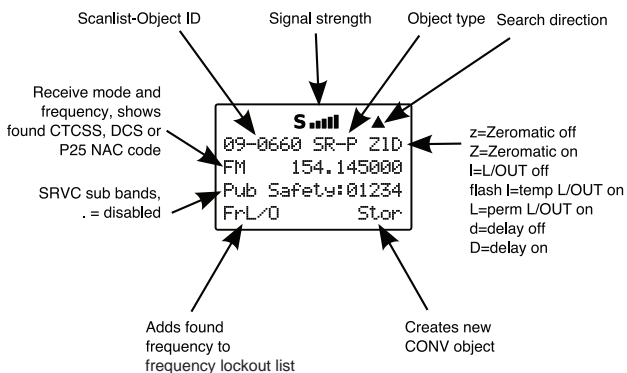 Scanlist-Object ID
Signal strength
Object type
Search direction
Receive mode and
frequency, shows
found CTCSS, DCS or
P25 NAC code
SRVC sub bands,
. = disabled
S
09-0660 SR-P ZlD
FM 154.145000
Pub Safety:01234
FrL/O Stor
z=Zeromatic off
Z=Zeromatic on
l=L/OUT off
flash l=temp L/OUT on
L=perm L/OUT on
d=delay off
D=delay on
Adds found
frequency to
frequency lockout list
Creates new
CONV object